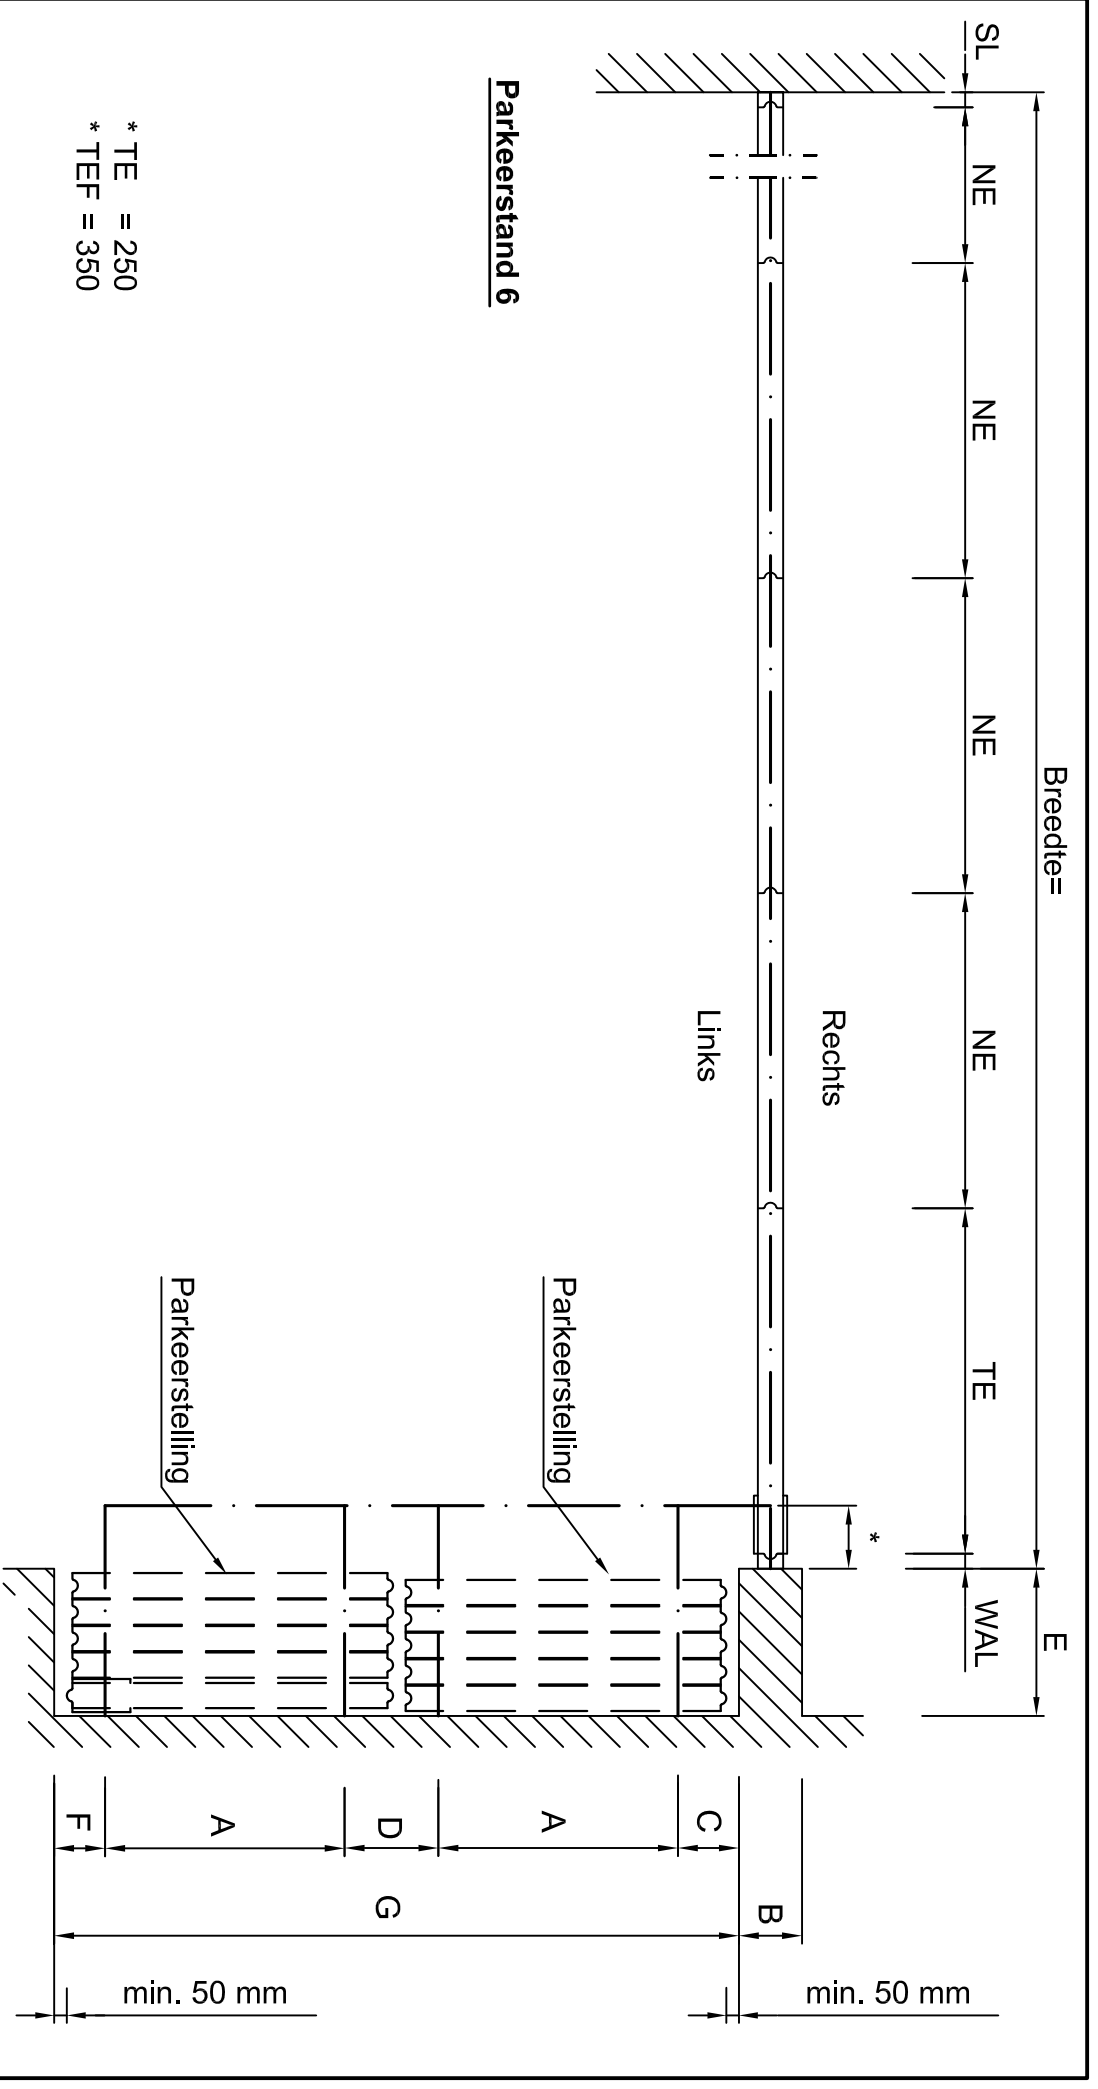 Breedte=
E
SL
NE
NE
NE
NE
TE
WAL
*
Rechts
Links
Parkeerstand 6
Parkeerstelling
Parkeerstelling
* TE = 250
* TEF = 350
B
C
A
D
A
F
G
min. 50 mm
min. 50 mm